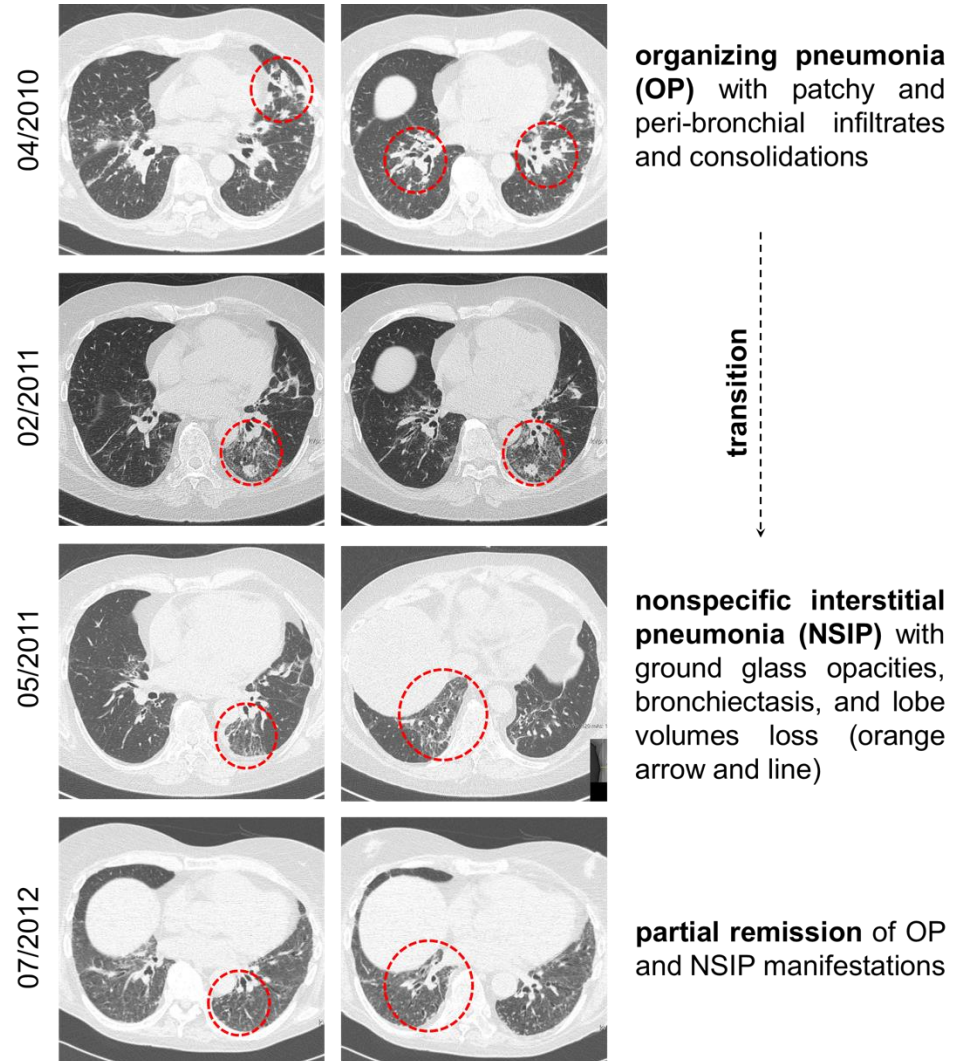 04/2010
organizing pneumonia
(OP) with patchy and
peri-bronchial infiltrates
and consolidations
02/2011
transition
05/2011
nonspecific interstitial
pneumonia (NSIP) with
ground glass opacities,
bronchiectasis, and lobe
volumes loss (orange
arrow and line)
07/2012
partial remission of OP
and NSIP manifestations